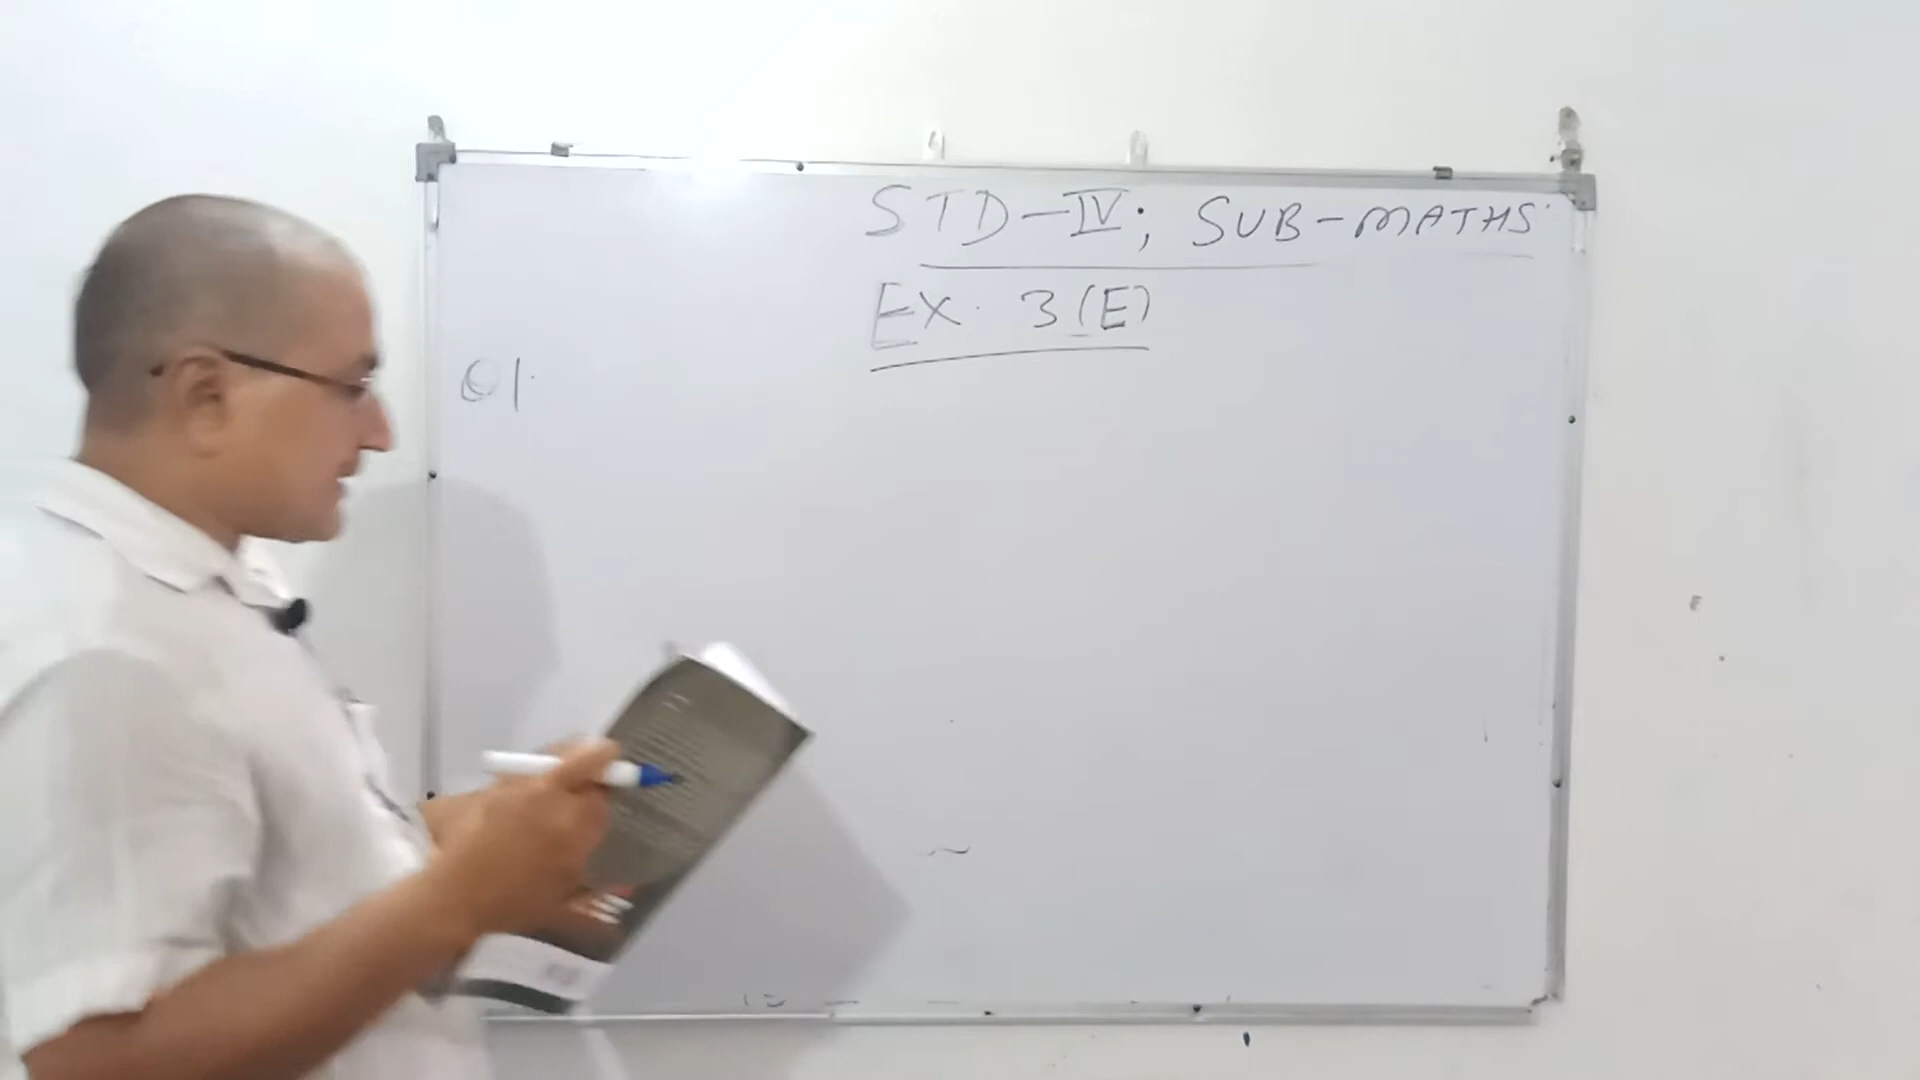 STD-IV; SUB-MATHS
EX. 3(E)
Q1.